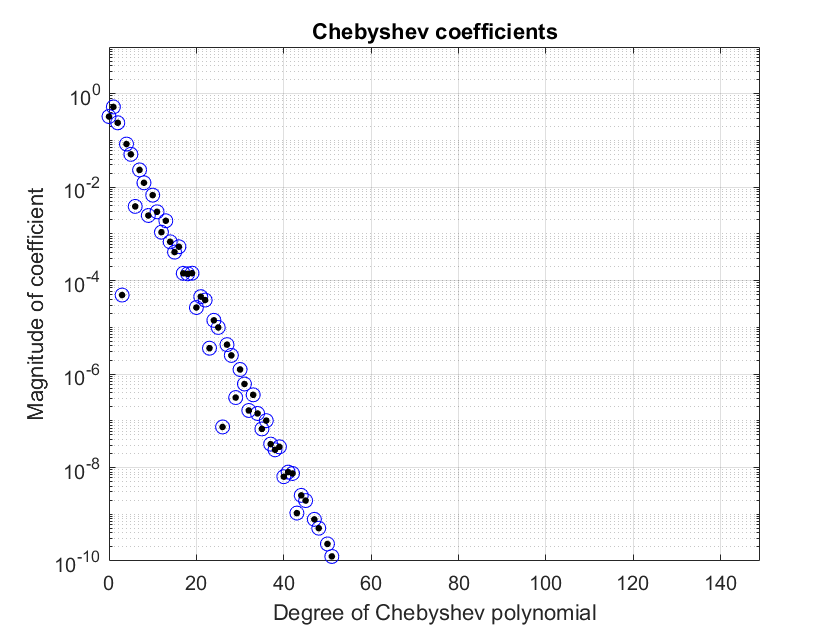 Chebyshev coefficients
Magnitude of coefficient
10^0
10^-2
10^-4
10^-6
10^-8
10^-10
0 20 40 60 80 100 120 140
Degree of Chebyshev polynomial